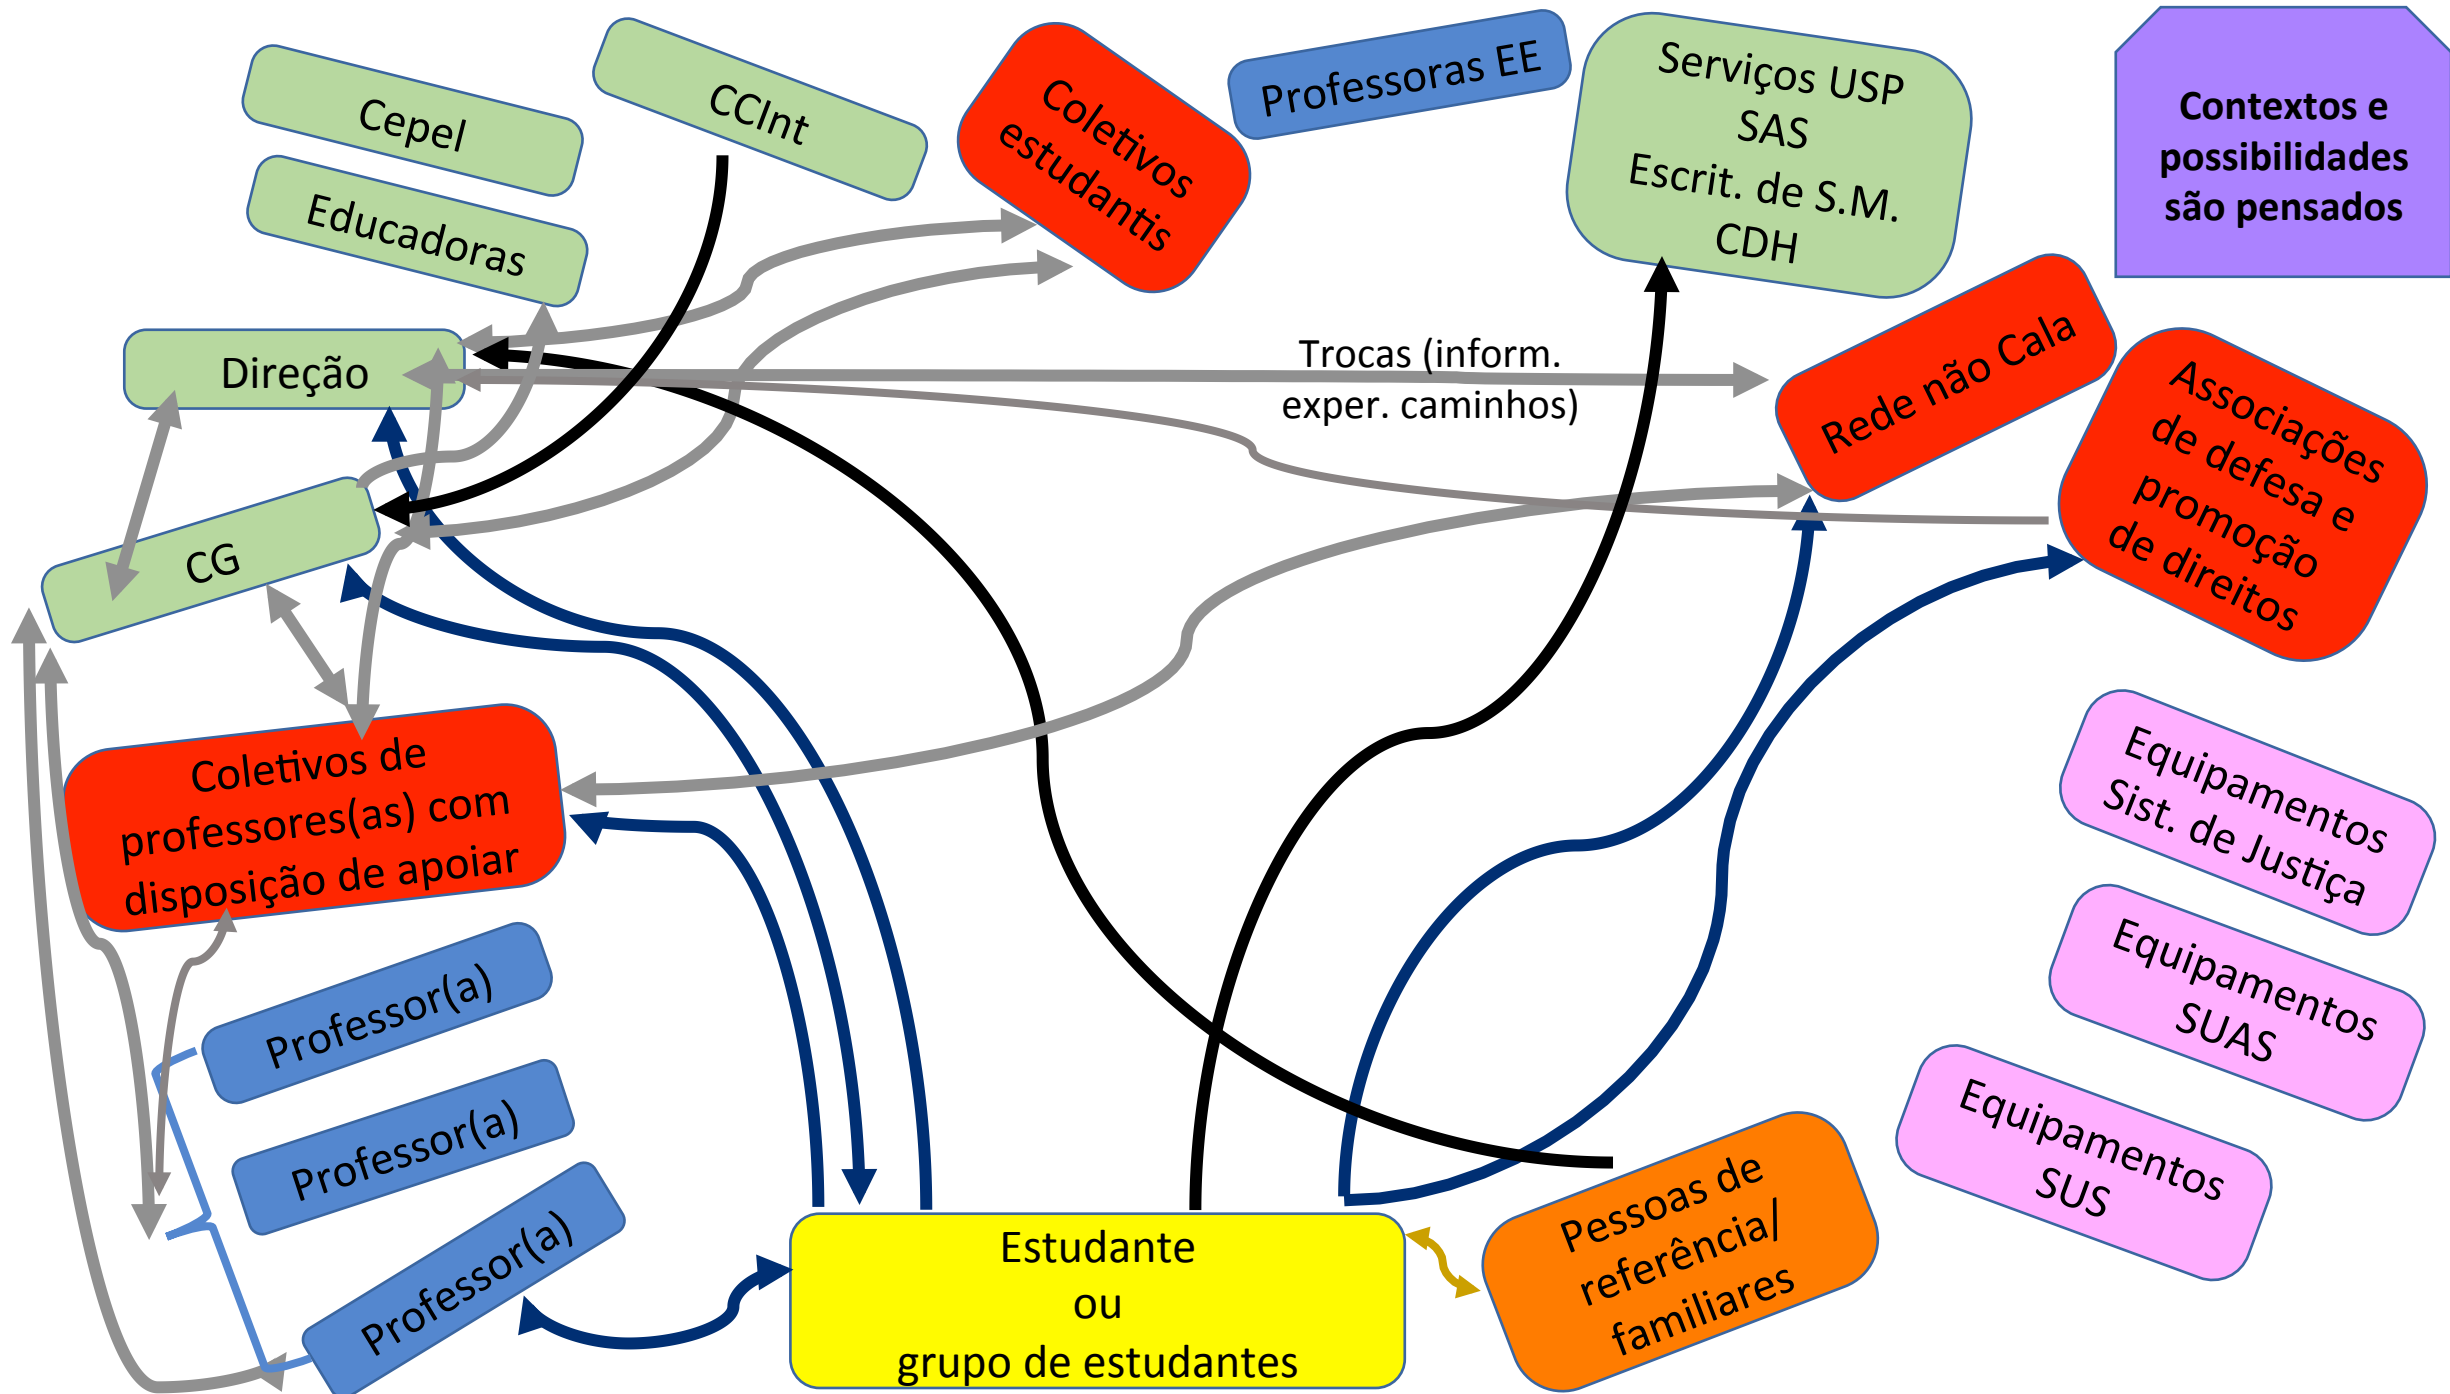 Cepel
CCInt
Coletivos
estudantis
Professoras EE
Serviços USP
SAS
Escrit. de S.M.
CDH
Contextos e
possibilidades
são pensados
Educadoras
Direção
Trocas (inform.
exper. caminhos)
Rede não Cala
Associações
de defesa e
promoção
de direitos
CG
Coletivos de
professores(as) com
disposição de apoiar
Equipamentos
Sist. de Justiça
Equipamentos
SUAS
Equipamentos
SUS
Professor(a)
Professor(a)
Professor(a)
Estudante
ou
grupo de estudantes
Pessoas de
referência/
familiares